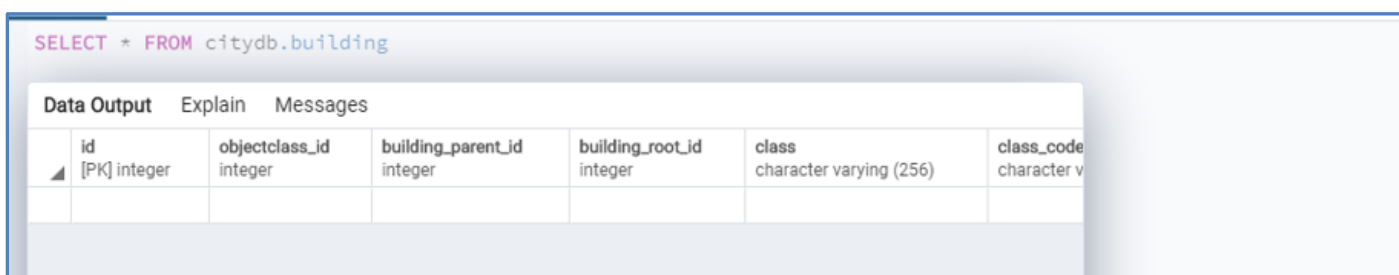 SELECT * FROM citydb.building
Data Output Explain Messages
id objectclass_id building_parent_id building_root_id class class_code
[PK] integer integer integer integer character varying (256) character v